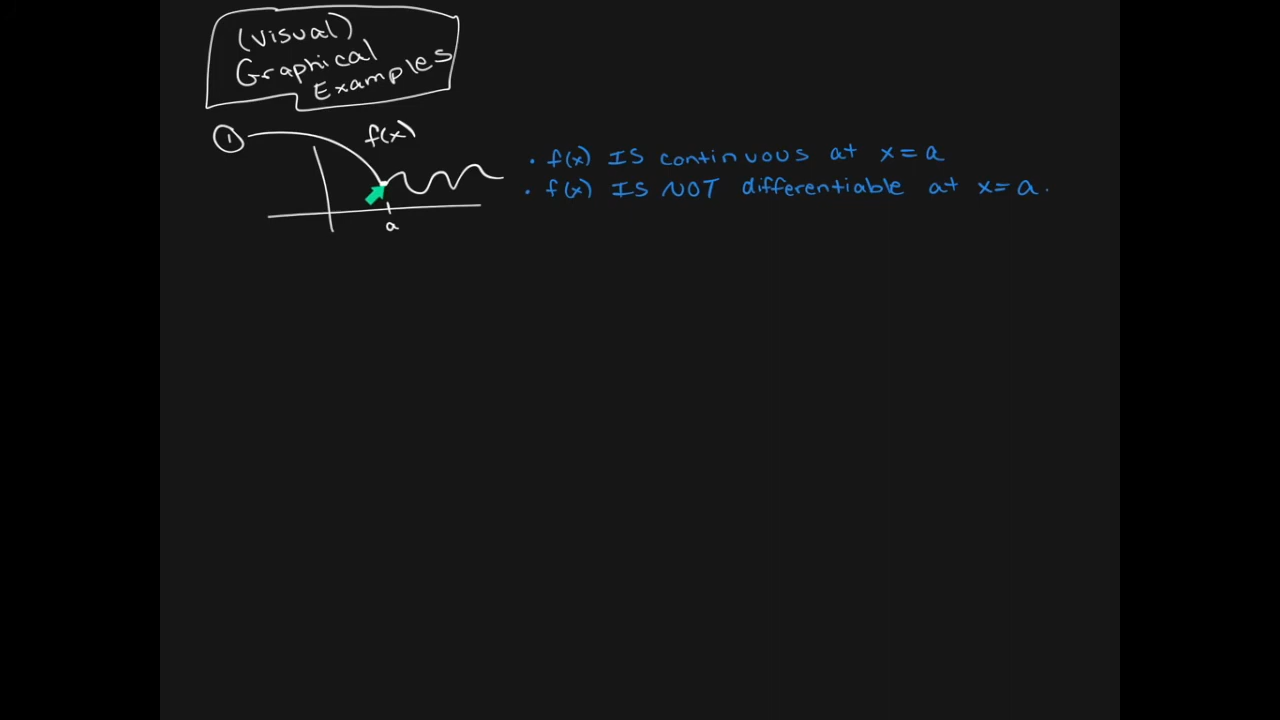 (Visual)
Graphical
Examples
① f(x)
a
• f(x) IS continuous at x = a
• f(x) IS NOT differentiable at x = a.